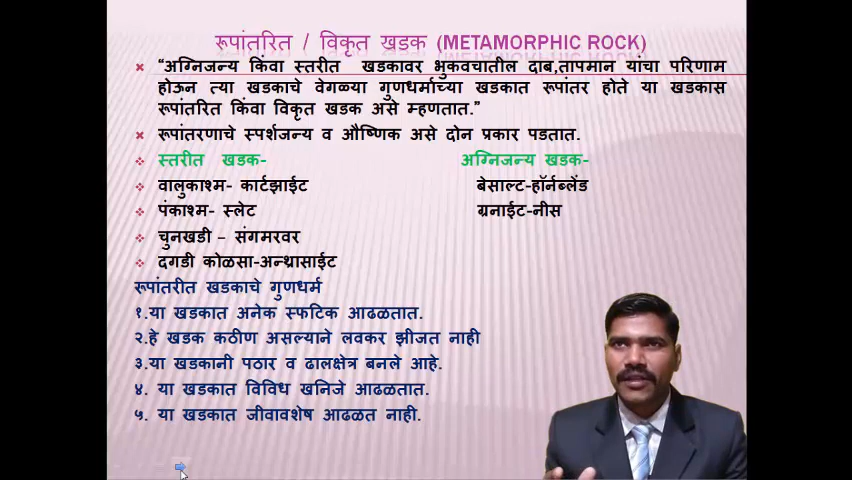 रूपांतरित / विकृत खडक (METAMORPHIC ROCK)
“अग्निजन्य किंवा स्तरीत खडकावर भुकवचातील दाब,तापमान यांचा परिणाम
होऊन त्या खडकाचे वेगळ्या गुणधर्माच्या खडकात रूपांतर होते या खडकास
रूपांतरित किंवा विकृत खडक असे म्हणतात.”
रूपांतरणाचे स्पर्शजन्य व औष्णिक असे दोन प्रकार पडतात.
स्तरीत खडक- अग्निजन्य खडक-
वालुकाश्म- कार्टझाईट बेसाल्ट-हॉर्नब्लेंड
पंकाश्म- स्लेट ग्रनाईट-नीस
चुनखडी – संगमरवर
दगडी कोळसा-अन्थ्रासाईट
रूपांतरीत खडकाचे गुणधर्म
१.या खडकात अनेक स्फटिक आढळतात.
२.हे खडक कठीण असल्याने लवकर झीजत नाही
३.या खडकानी पठार व ढालक्षेत्र बनले आहे.
४. या खडकात विविध खनिजे आढळतात.
५. या खडकात जीवावशेष आढळत नाही.